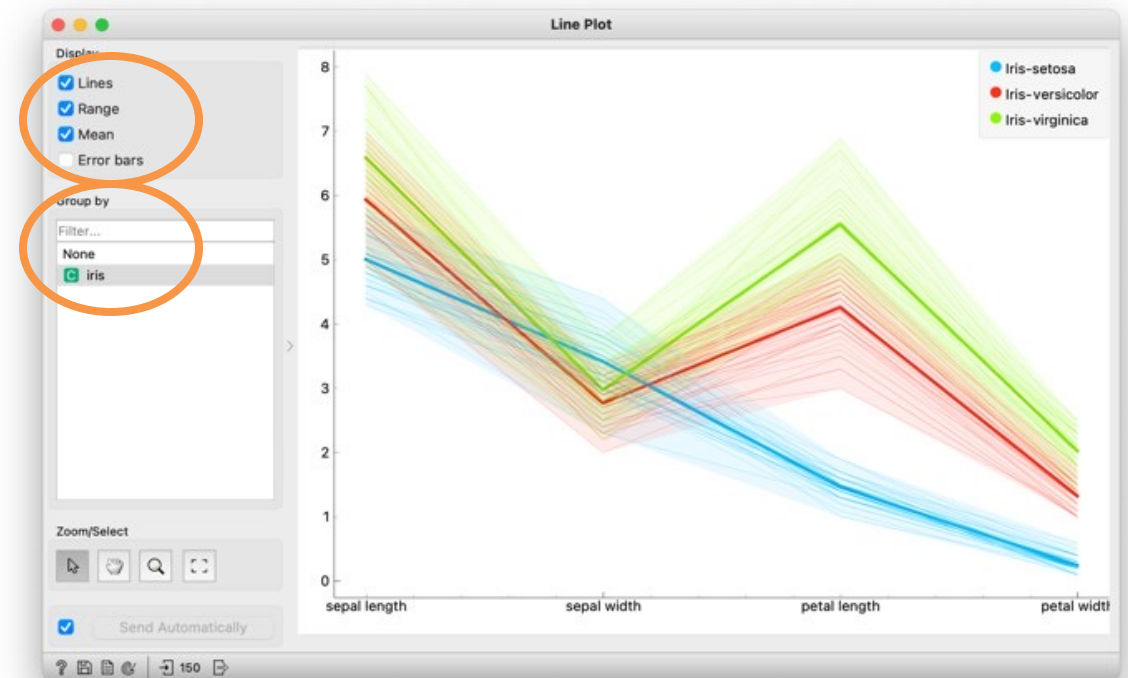 Line Plot
Display
Lines
Range
Mean
Error bars
Group by
Filter...
None
C iris
Zoom/Select
Send Automatically
? 150
8
7
6
5
4
3
2
1
0
sepal length sepal width petal length petal width
Iris-setosa
Iris-versicolor
Iris-virginica